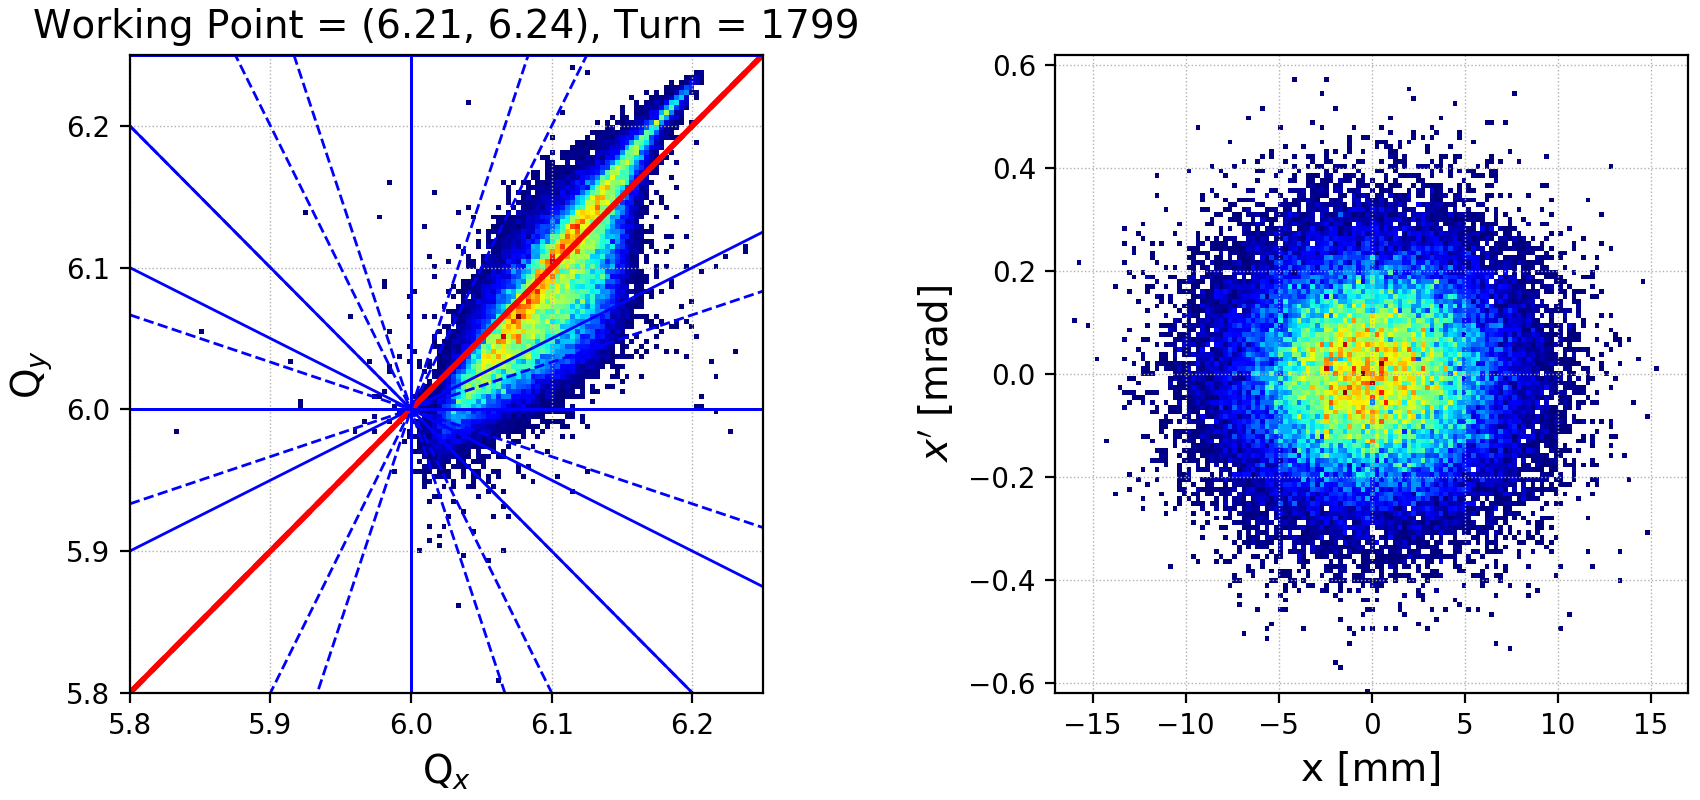 Working Point = (6.21, 6.24), Turn = 1799
6.2
6.1
6.0
5.9
5.8
Q_y
5.8 5.9 6.0 6.1 6.2
Q_x
0.6
0.4
0.2
0.0
−0.2
−0.4
−0.6
x′ [mrad]
−15 −10 −5 0 5 10 15
x [mm]